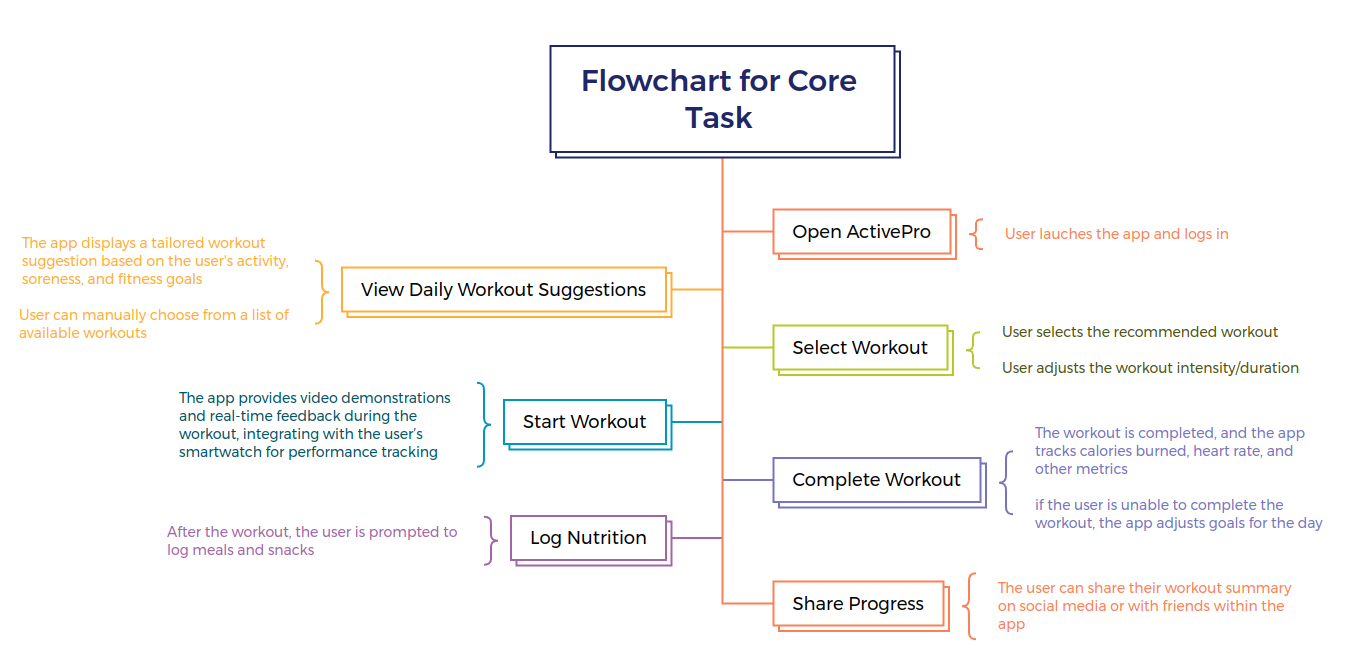 Flowchart for Core
Task
Open ActivePro
User lauches the app and logs in
The app displays a tailored workout
suggestion based on the user's activity,
soreness, and fitness goals
User can manually choose from a list of
available workouts
View Daily Workout Suggestions
Select Workout
User selects the recommended workout
User adjusts the workout intensity/duration
The app provides video demonstrations
and real-time feedback during the
workout, integrating with the user's
smartwatch for performance tracking
Start Workout
Complete Workout
The workout is completed, and the app
tracks calories burned, heart rate, and
other metrics
if the user is unable to complete the
workout, the app adjusts goals for the day
After the workout, the user is prompted to
log meals and snacks
Log Nutrition
Share Progress
The user can share their workout summary
on social media or with friends within the
app